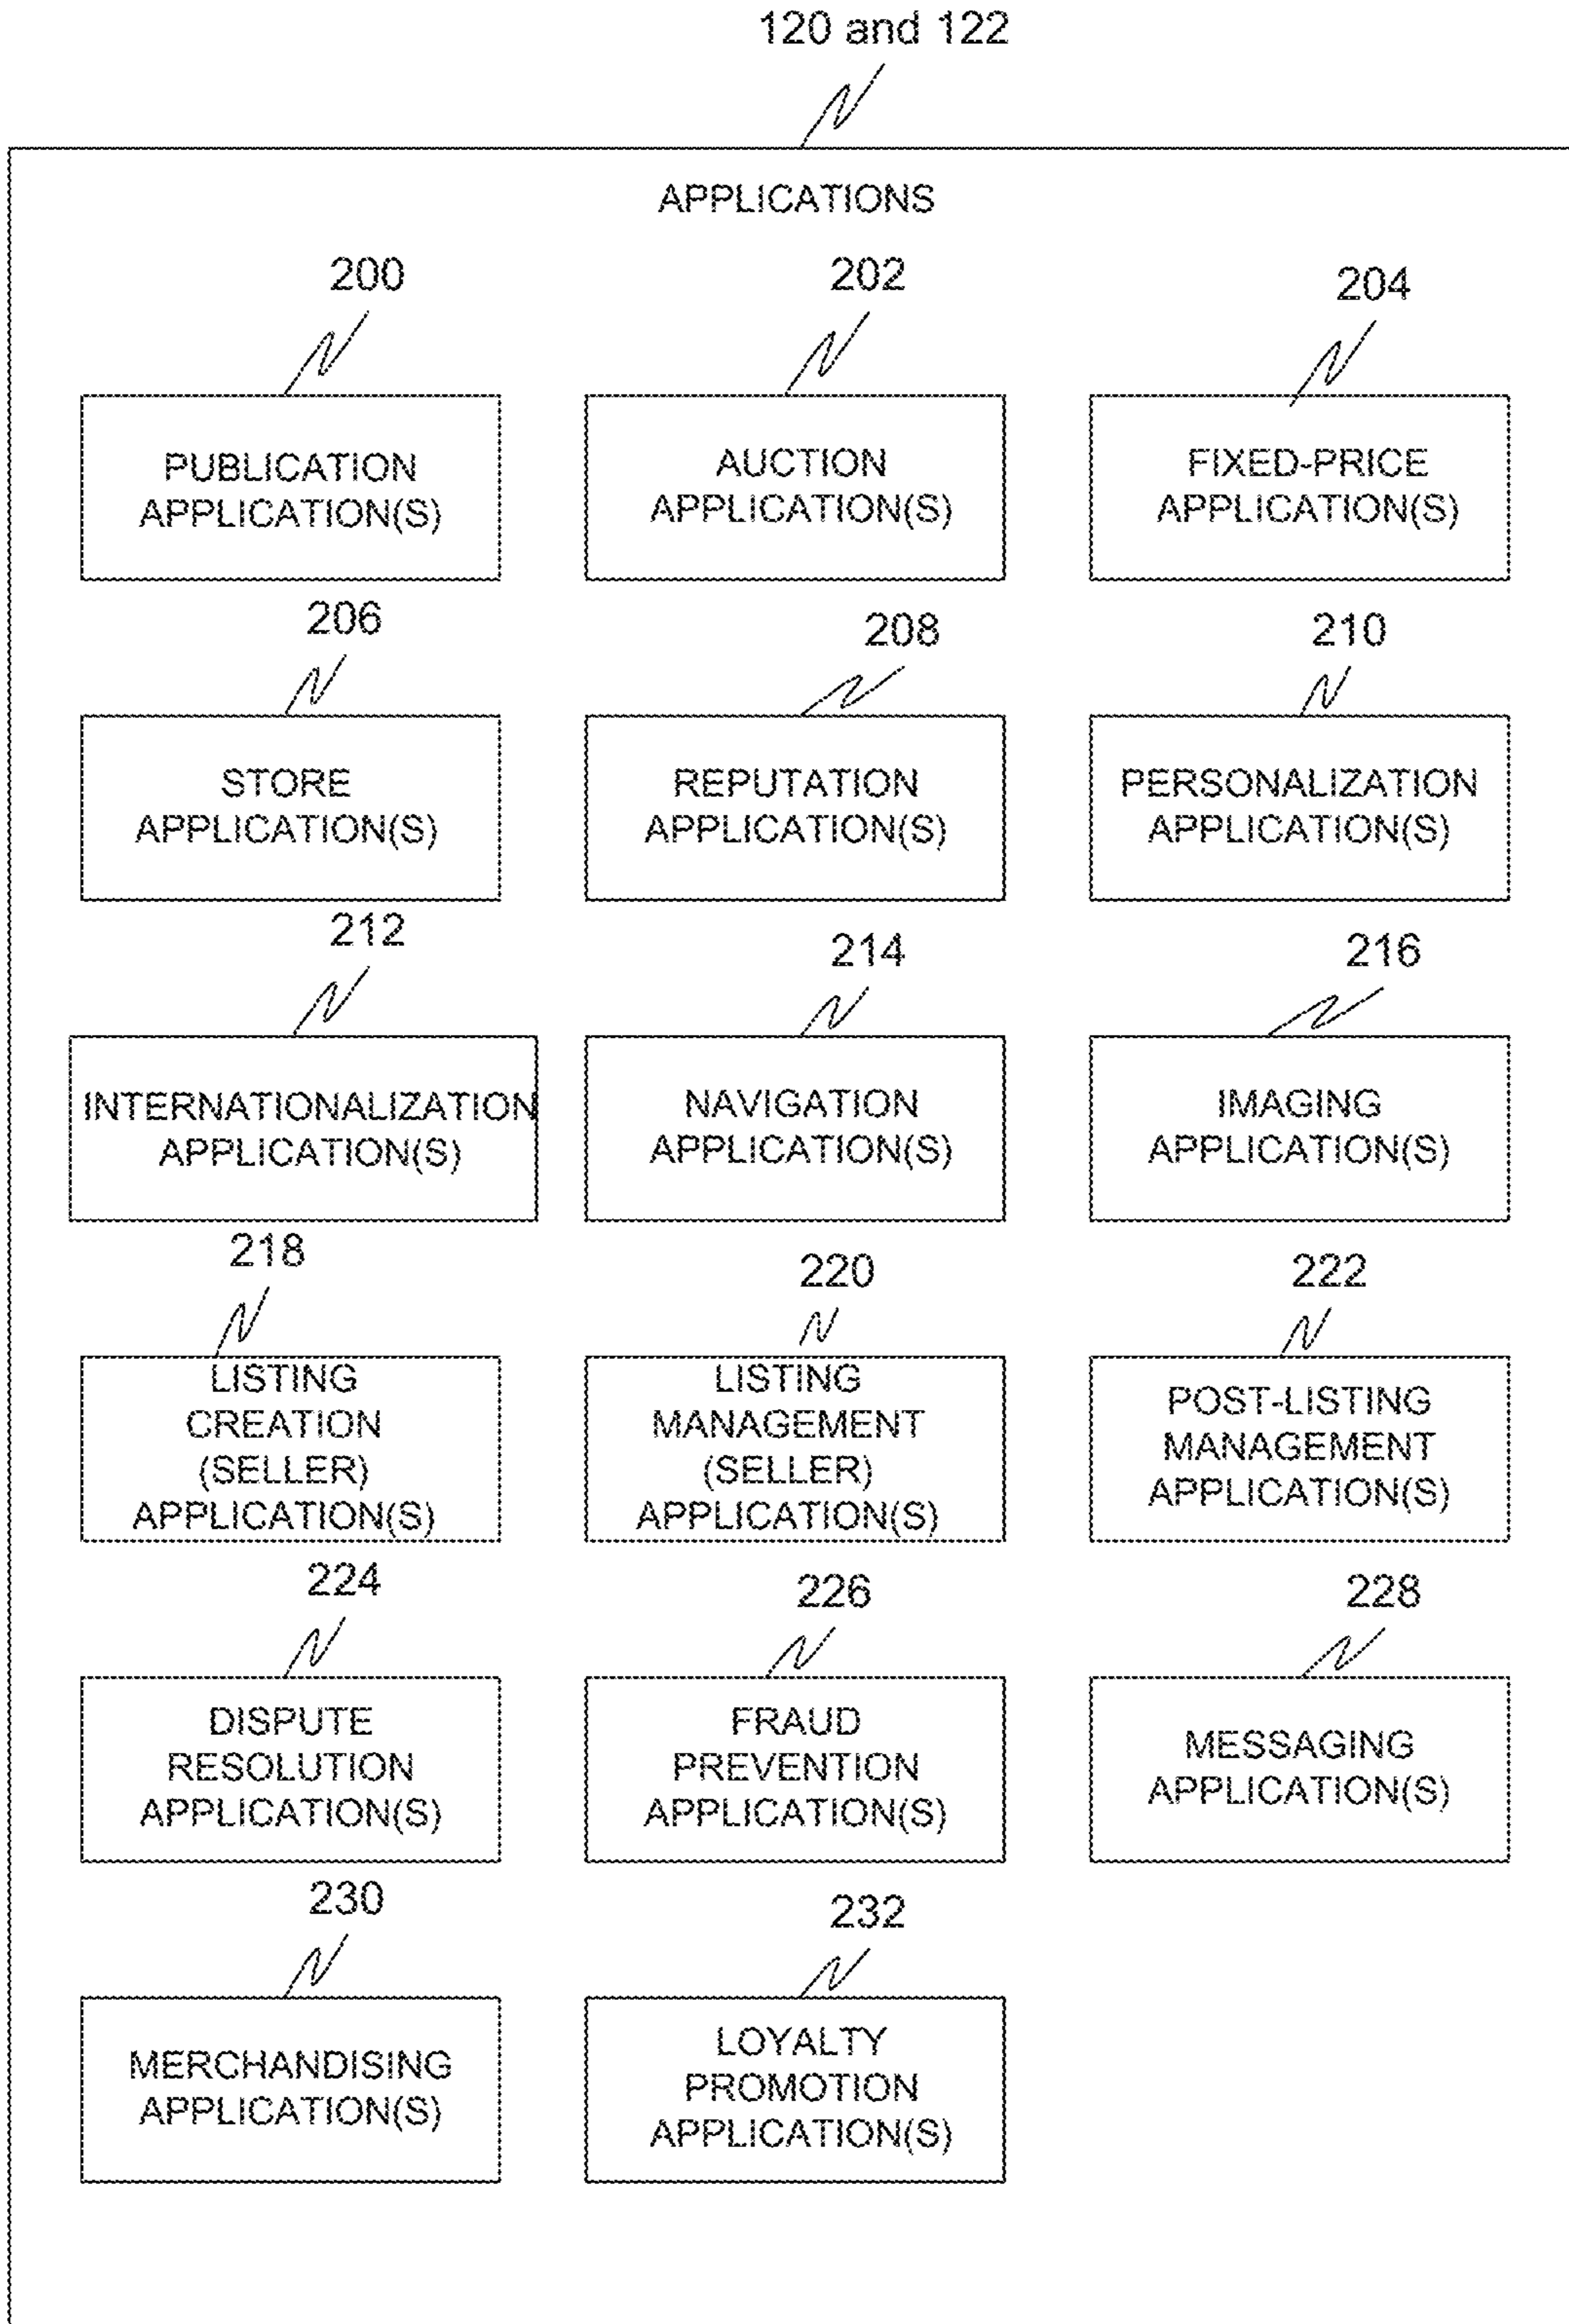 120 and 122
APPLICATIONS
200
202
204
PUBLICATION
APPLICATION(S)
AUCTION
APPLICATION(S)
FIXED-PRICE
APPLICATION(S)
206
208
210
STORE
APPLICATION(S)
REPUTATION
APPLICATION(S)
PERSONALIZATION
APPLICATION(S)
212
214
216
INTERNATIONALIZATION
APPLICATION(S)
NAVIGATION
APPLICATION(S)
IMAGING
APPLICATION(S)
218
220
222
LISTING
CREATION
(SELLER)
APPLICATION(S)
LISTING
MANAGEMENT
(SELLER)
APPLICATION(S)
POST-LISTING
MANAGEMENT
APPLICATION(S)
224
226
228
DISPUTE
RESOLUTION
APPLICATION(S)
FRAUD
PREVENTION
APPLICATION(S)
MESSAGING
APPLICATION(S)
230
232
MERCHANDISING
APPLICATION(S)
LOYALTY
PROMOTION
APPLICATION(S)